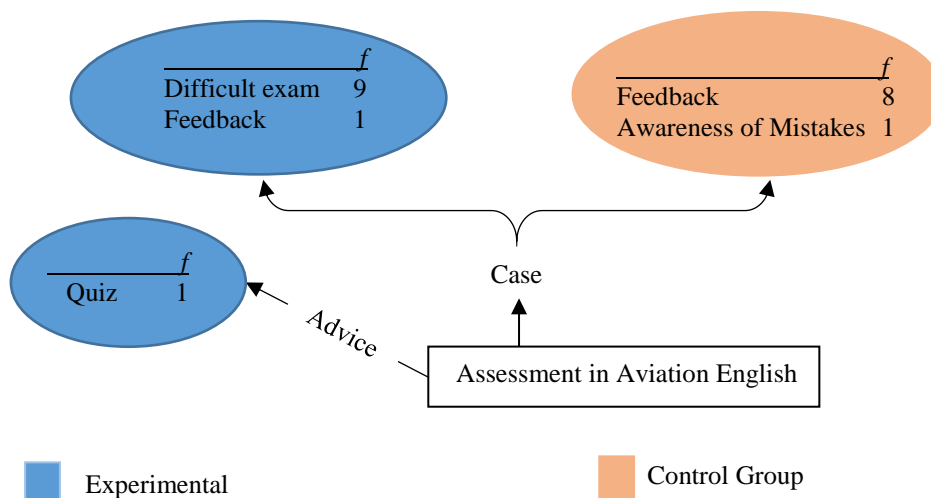 f
Difficult exam 9
Feedback 1
f
Feedback 8
Awareness of Mistakes 1
f
Quiz 1
Case
Advice
Assessment in Aviation English
Experimental
Control Group